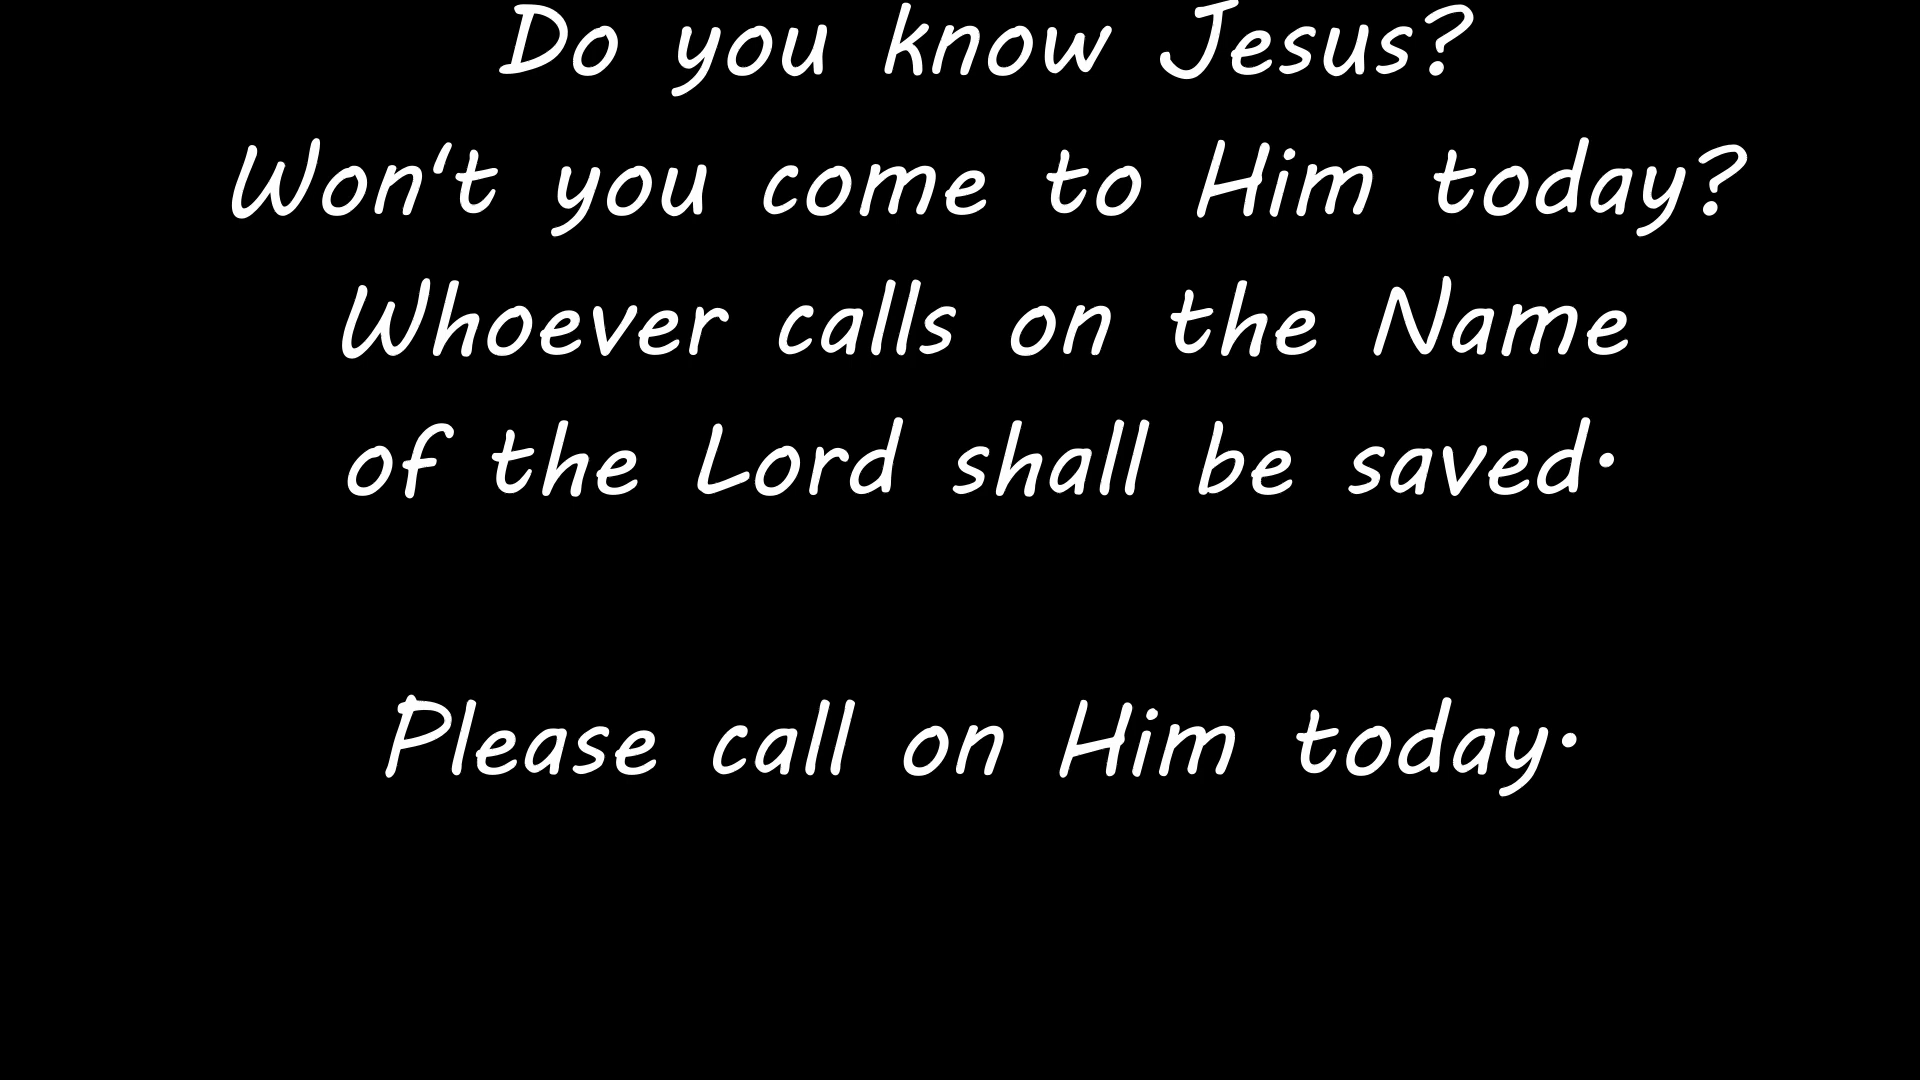 Do you know Jesus?
Won't you come to Him today?
Whoever calls on the Name
of the Lord shall be saved.
Please call on Him today.